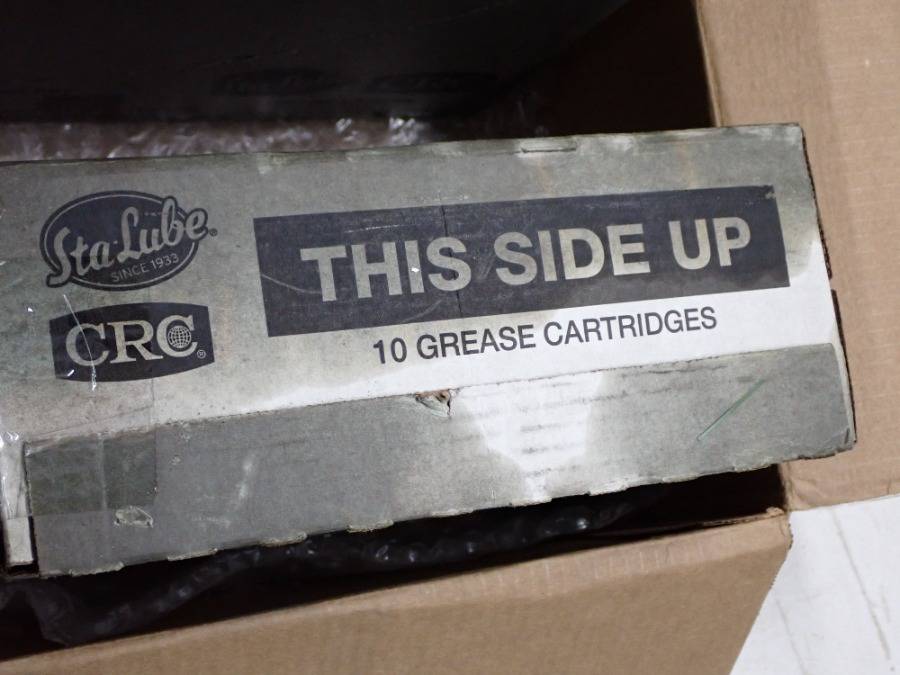 Sta-Lube®
SINCE 1933
CRC®
THIS SIDE UP
10 GREASE CARTRIDGES